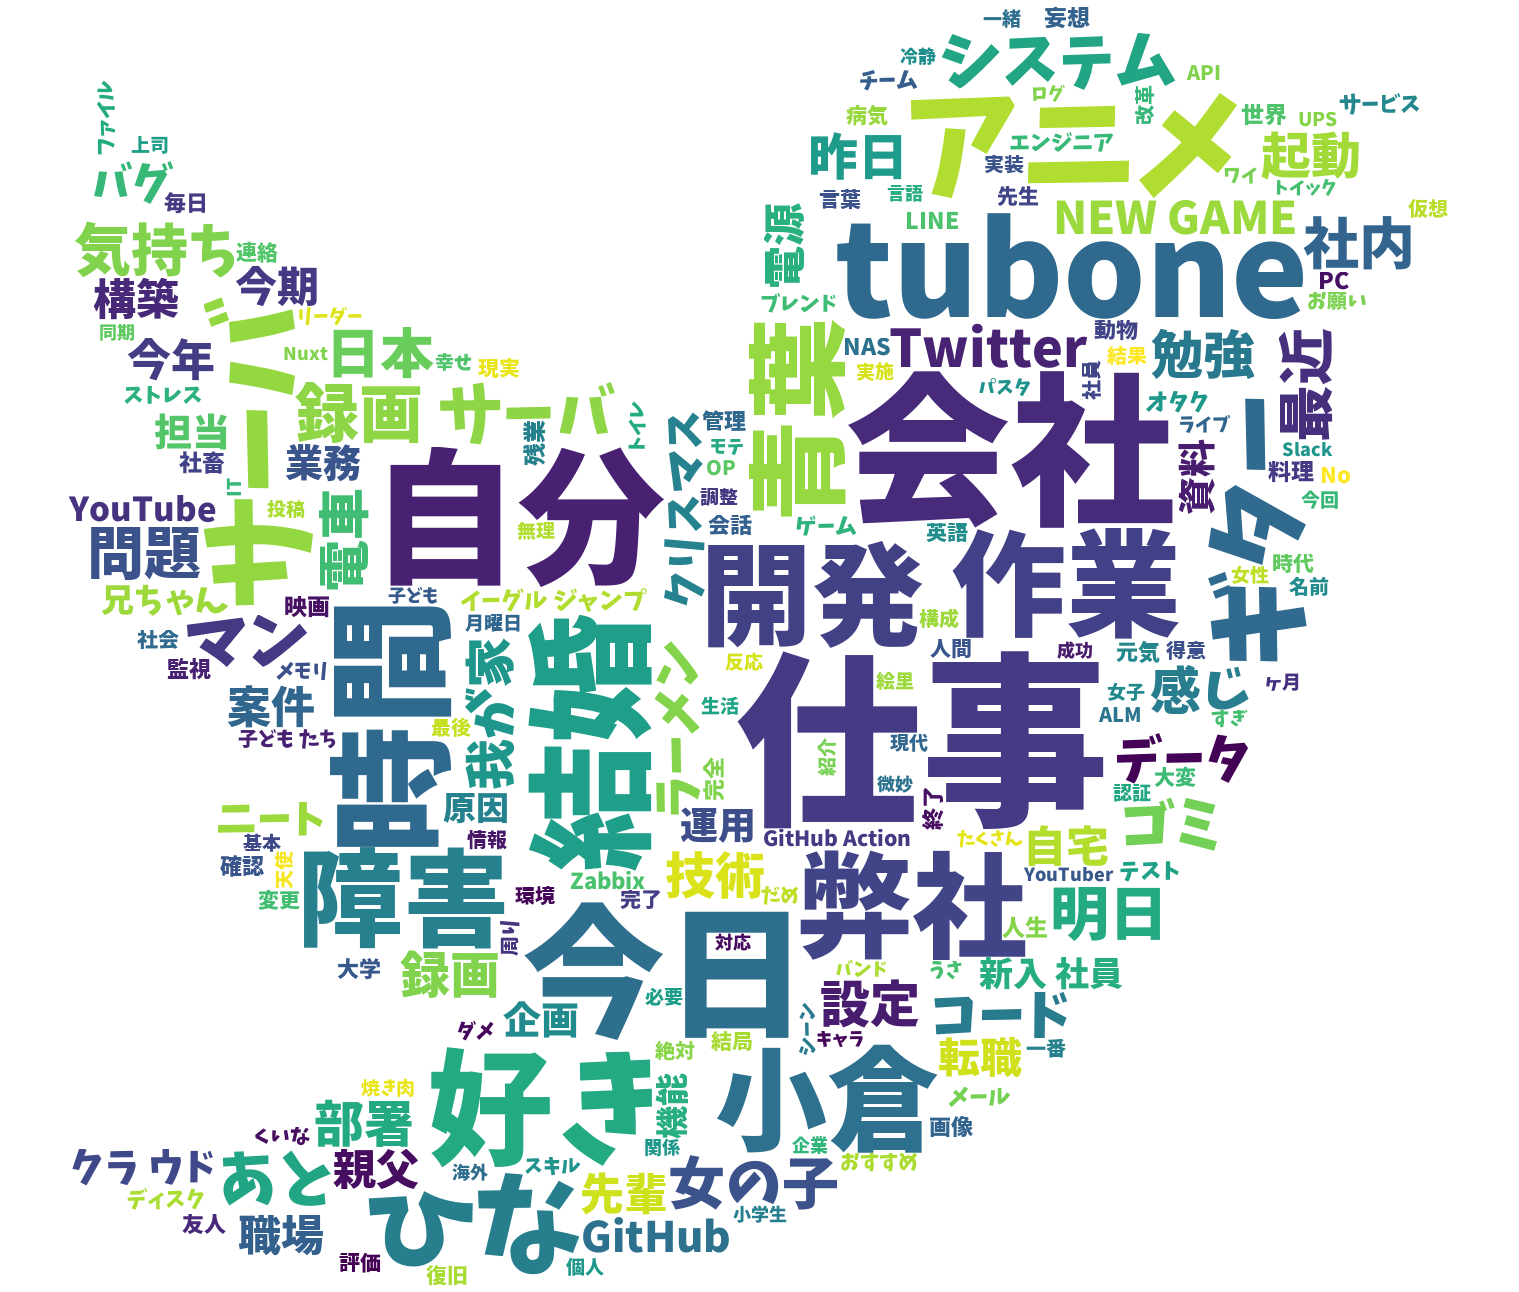 一緒
妄想
冷静
システム
チーム
API
ファイル
ログ
改革
アニメ
病気
世界
UPS
サービス
上司
昨日
エンジニア
起動
バグ
実装
ワイ
トイック
毎日
言葉
言語
先生
LINE
NEW GAME
仮想
電源
tubone
社内
気持ち
連絡
今期
構築
PC
ブレンド
お願い
リーダー
同期
サーバー
日本
青葉
NAS
Twitter
動物
結果
勉強
最近
今年
Nuxt
幸せ
現実
実施
パスタ
社員
ストレス
録画
サーバ
会社
オタク
担当
残業
トイレ
クリスマス
管理
ライブ
モテ
Slack
社畜
業務
自分
OP
資料
料理
No
IT
調整
今回
YouTube
投稿
電車
無理
会話
ゲーム
英語
ギター
問題
開発
作業
時代
女性
名前
兄ちゃん
映画
子ども
イーグル ジャンプ
構成
社会
マン
時間
月曜日
結婚
人間
成功
元気
得意
監視
メモリ
我が家
ラーメン
反応
仕事
絵里
女子
感じ
ヶ月
案件
生活
ALM
すぎ
子ども たち
最後
現代
データ
紹介
完全
微妙
大変
認証
ニート
原因
終了
ゴミ
基本
情報
運用
GitHub Action
たくさん
自宅
確認
天使
障害
Zabbix
技術
弊社
YouTuber
テスト
変更
環境
完了
だめ
明日
今日
人生
周り
対応
大学
録画
バンド
うさ
新入 社員
必要
設定
コード
ダメ
企画
シーン
キャラ
結局
転職
一番
絶対
好き
小倉
焼き肉
機能
メール
部署
画像
くいな
関係
企業
クラ ウド
あと
親父
海外
スキル
おすすめ
女の子
ディスク
ひな
先輩
小学生
友人
職場
GitHub
評価
復旧
個人